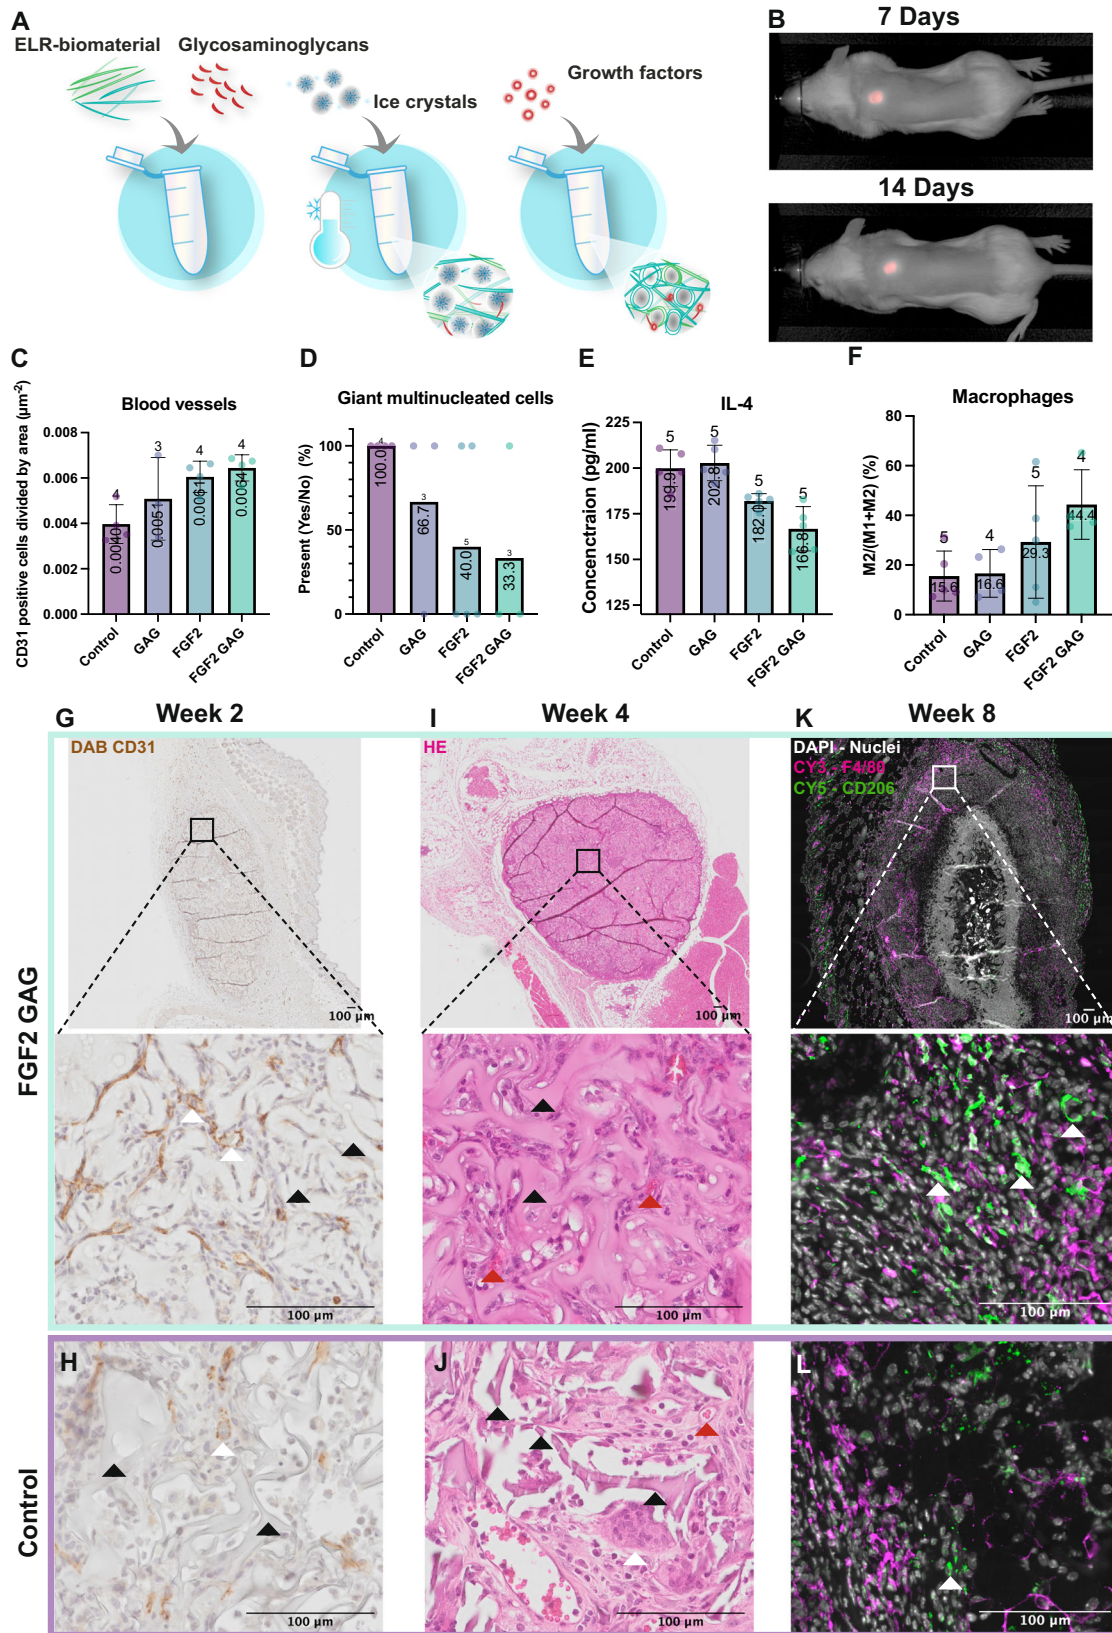 A
ELR-biomaterial
Glycosaminoglycans
Ice crystals
Growth factors
B
7 Days
14 Days
C
Blood vessels
CD31 positive cells divided by area (µm⁻²)
0.008
0.006
0.004
0.002
0.000
4
3
4
4
0.0040
0.0051
0.0061
0.0064
Control
GAG
FGF2
FGF2 GAG
D
Giant multinucleated cells
Present (Yes/No) (%)
100
50
0
4
3
5
3
100.0
66.7
40.0
33.3
Control
GAG
FGF2
FGF2 GAG
E
IL-4
Concenctraion (pg/ml)
225
200
175
150
125
5
5
5
5
199.9
202.8
182.0
166.8
Control
GAG
FGF2
FGF2 GAG
F
Macrophages
M2/(M1+M2) (%)
80
60
40
20
0
5
4
5
4
15.6
16.6
29.3
44.4
Control
GAG
FGF2
FGF2 GAG
G
Week 2
I
Week 4
K
Week 8
FGF2 GAG
DAB CD31
100 µm
HE
100 µm
DAPI - Nuclei
CY3 - F4/80
CY5 - CD206
100 µm
100 µm
100 µm
100 µm
Control
H
100 µm
J
100 µm
L
100 µm